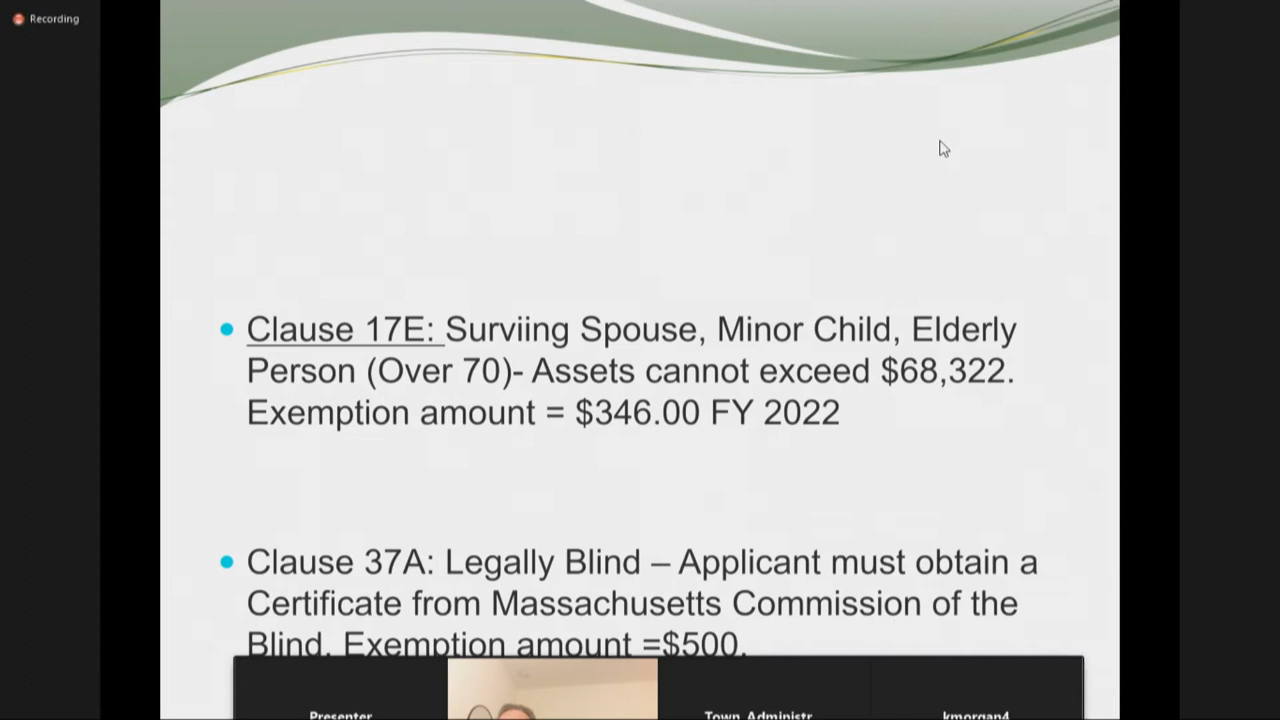 Recording
Clause 17E: Surviing Spouse, Minor Child, Elderly
Person (Over 70)- Assets cannot exceed $68,322.
Exemption amount = $346.00 FY 2022
Clause 37A: Legally Blind – Applicant must obtain a
Certificate from Massachusetts Commission of the
Blind. Exemption amount =$500.
Presenter
Town Administr
kmorgan4